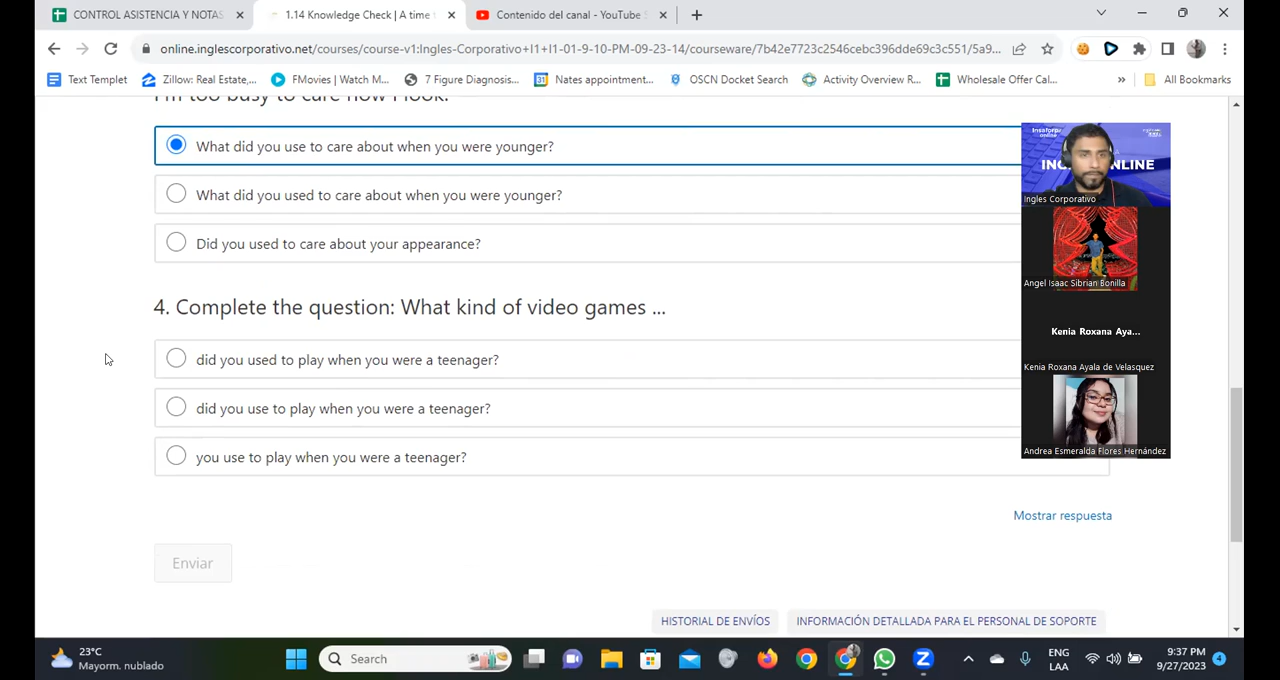 CONTROL ASISTENCIA Y NOTAS
1.14 Knowledge Check | A time t
Contenido del canal - YouTube S
online.inglescorporativo.net/courses/course-v1:Ingles-Corporativo+I1+I1-01-9-10-PM-09-23-14/courseware/7b42e7723c2546ebc396dde69c3c551/5a9...
Text Templet
Zillow: Real Estate,...
FMovies | Watch M...
7 Figure Diagnosis...
Nates appointment...
OSCN Docket Search
Activity Overview R...
Wholesale Offer Cal...
»
All Bookmarks
I'm too busy to care how I look.
What did you use to care about when you were younger?
What did you used to care about when you were younger?
Did you used to care about your appearance?
4. Complete the question: What kind of video games ...
did you used to play when you were a teenager?
did you use to play when you were a teenager?
you use to play when you were a teenager?
Mostrar respuesta
Enviar
HISTORIAL DE ENVÍOS
INFORMACIÓN DETALLADA PARA EL PERSONAL DE SOPORTE
Ingles Corporativo
Angel Isaac Sibrian Bonilla
Kenia Roxana Aya...
Kenia Roxana Ayala de Velasquez
Andrea Esmeralda Flores Hernández
23°C
Mayorm. nublado
Search
ENG
LAA
9:37 PM
9/27/2023
4